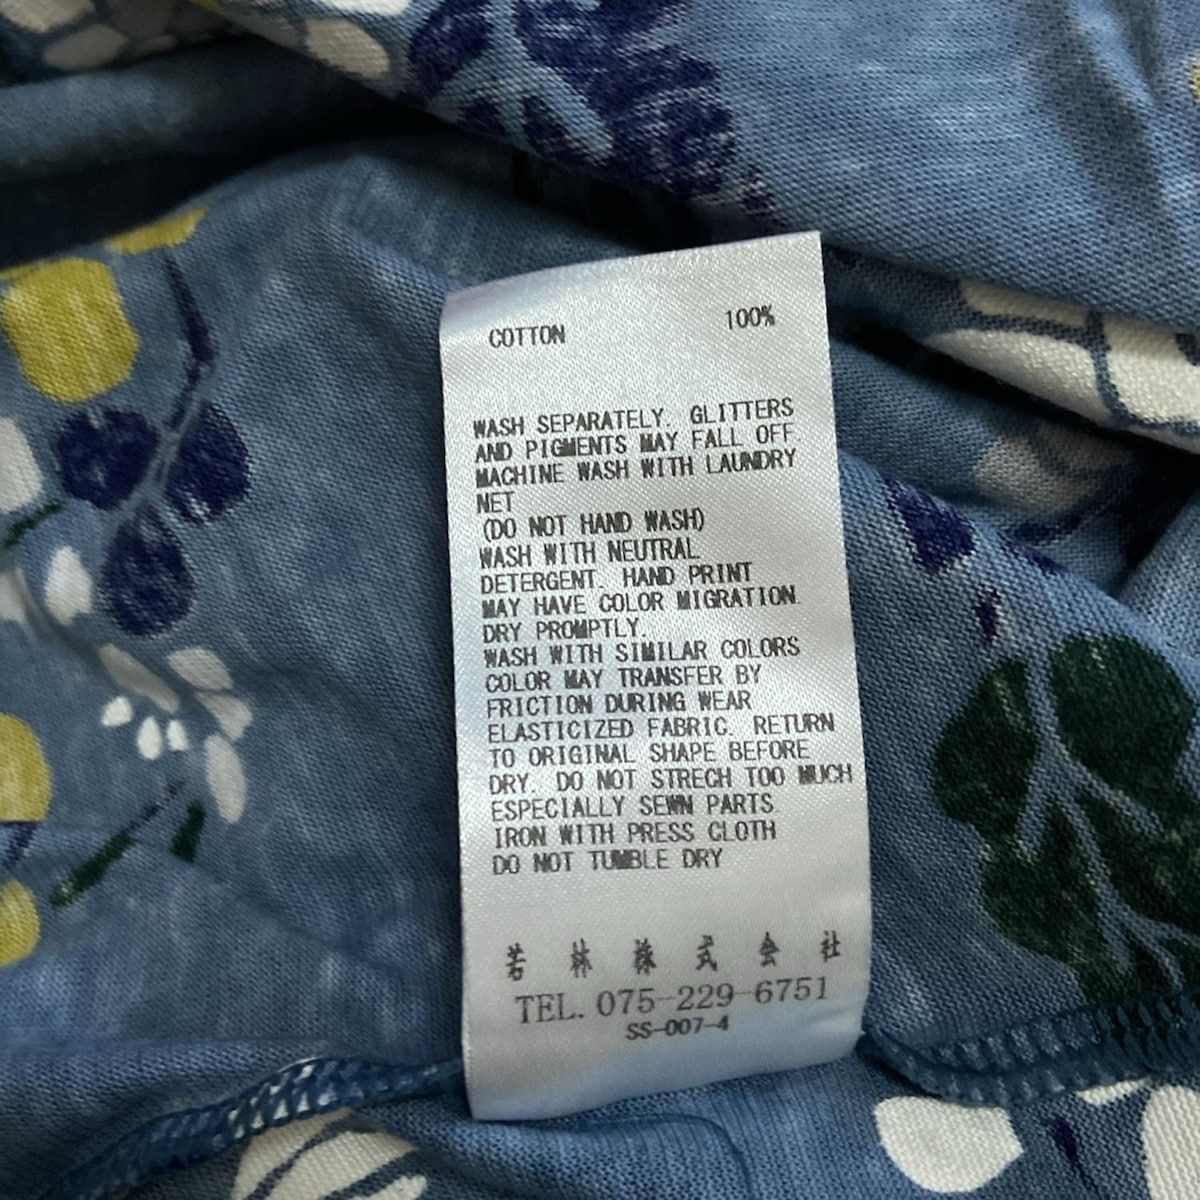 COTTON 100%
WASH SEPARATELY. GLITTERS
AND PIGMENTS MAY FALL OFF.
MACHINE WASH WITH LAUNDRY
NET
(DO NOT HAND WASH)
WASH WITH NEUTRAL
DETERGENT. HAND PRINT
MAY HAVE COLOR MIGRATION.
DRY PROMPTLY.
WASH WITH SIMILAR COLORS
COLOR MAY TRANSFER BY
FRICTION DURING WEAR
ELASTICIZED FABRIC. RETURN
TO ORIGINAL SHAPE BEFORE
DRY. DO NOT STRECH TOO MUCH
ESPECIALLY SEWN PARTS
IRON WITH PRESS CLOTH
DO NOT TUMBLE DRY
若林株式会社
TEL. 075-229-6751
SS-007-4